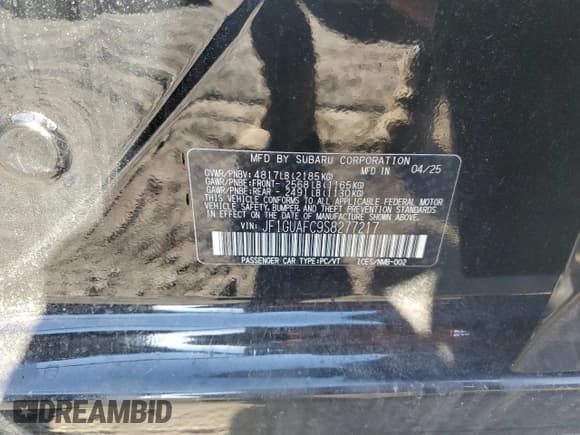 MFD BY SUBARU CORPORATION
GVWR/PNBV: 4817LB(2185KG) MFD IN 04/25
GAWR/PNBE:FRONT- 2568LB(1165KG)
GAWR/PNBE:REAR - 2491LB(1130KG)
THIS VEHICLE CONFORMS TO ALL APPLICABLE
FEDERAL MOTOR VEHICLE SAFETY, BUMPER, AND THEFT
PREVENTION STANDARDS IN EFFECT ON THE DATE OF
MANUFACTURE SHOWN ABOVE.
VIN: JF1GUAFC9S8277217
PASSENGER CAR TYPE:PC/VT ICES/NMB-002
DREAMBID